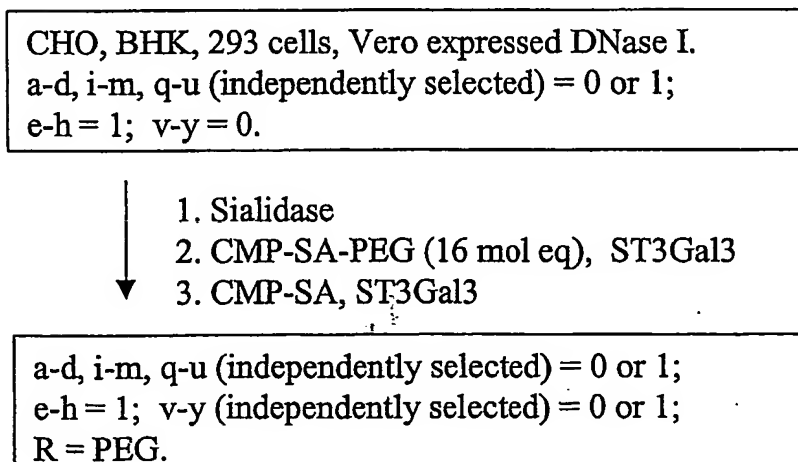 CHO, BHK, 293 cells, Vero expressed DNase I.
a-d, i-m, q-u (independently selected) = 0 or 1;
e-h = 1; v-y = 0.
1. Sialidase
2. CMP-SA-PEG (16 mol eq), ST3Gal3
3. CMP-SA, ST3Gal3
a-d, i-m, q-u (independently selected) = 0 or 1;
e-h = 1; v-y (independently selected) = 0 or 1;
R = PEG.